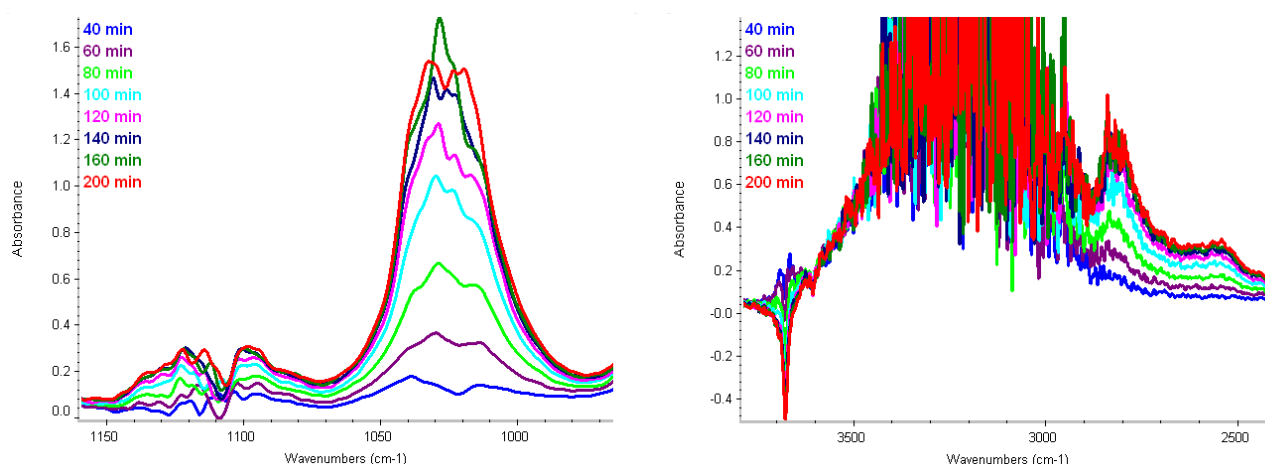 40 min
60 min
80 min
100 min
120 min
140 min
160 min
200 min
1.6
1.4
1.2
1.0
0.8
0.6
0.4
0.2
0.0
Absorbance
1150
1100
1050
1000
Wavenumbers (cm-1)
40 min
60 min
80 min
100 min
120 min
140 min
160 min
200 min
1.2
1.0
0.8
0.6
0.4
0.2
-0.0
-0.2
-0.4
Absorbance
3500
3000
2500
Wavenumbers (cm-1)